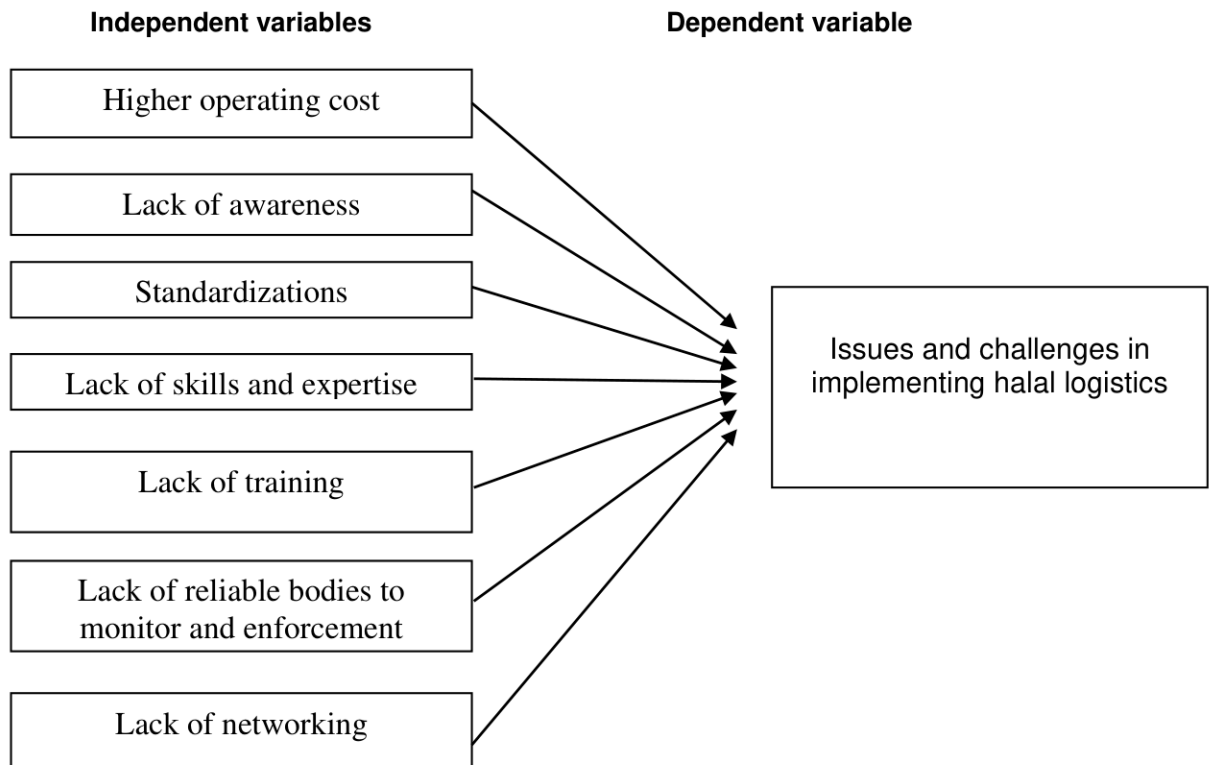 Independent variables
Dependent variable
Higher operating cost
Lack of awareness
Standardizations
Lack of skills and expertise
Lack of training
Lack of reliable bodies to
monitor and enforcement
Lack of networking
Issues and challenges in
implementing halal logistics